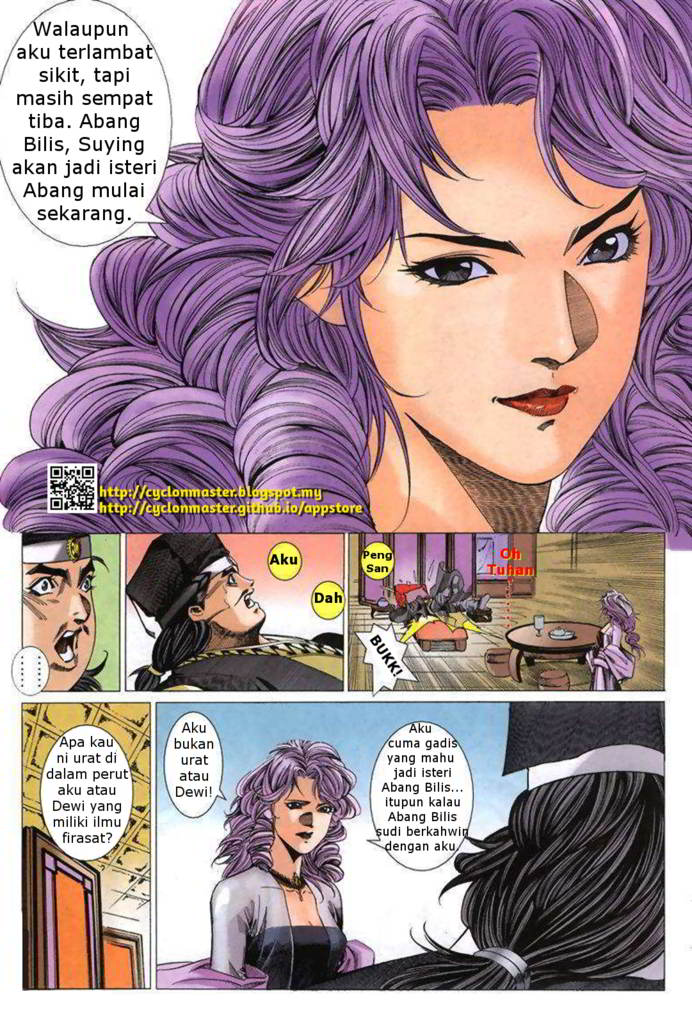 Walaupun
aku terlambat
sikit, tapi
masih sempat
tiba. Abang
Bilis, Suying
akan jadi isteri
Abang mulai
sekarang.
http://cyclonmaster.blogspot.my
http://cyclonmaster.github.io/appstore
......
Aku
Dah
Peng
San
Oh
Tuhan
......
BUKK!
Apa kau
ni urat di
dalam perut
aku atau
Dewi yang
miliki ilmu
firasat?
Aku
bukan
urat
atau
Dewi!
Aku
cuma gadis
yang mahu
jadi isteri
Abang Bilis...
itupun kalau
Abang Bilis
sudi berkahwin
dengan aku.